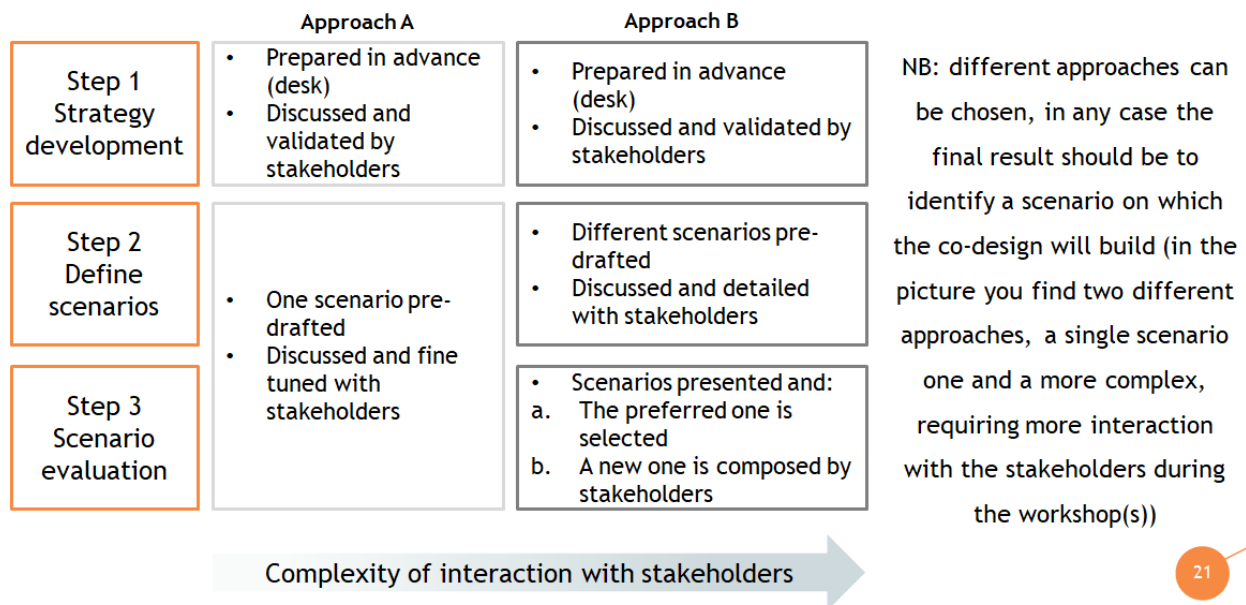 Approach A
Approach B
Step 1
Strategy
development
• Prepared in advance
(desk)
• Discussed and
validated by
stakeholders
• Prepared in advance
(desk)
• Discussed and validated by
stakeholders
Step 2
Define
scenarios
• One scenario pre-
drafted
• Discussed and fine
tuned with
stakeholders
• Different scenarios pre-
drafted
• Discussed and detailed
with stakeholders
Step 3
Scenario
evaluation
• Scenarios presented and:
a. The preferred one is
selected
b. A new one is composed by
stakeholders
Complexity of interaction with stakeholders
NB: different approaches can
be chosen, in any case the
final result should be to
identify a scenario on which
the co-design will build (in the
picture you find two different
approaches, a single scenario
one and a more complex,
requiring more interaction
with the stakeholders during
the workshop(s))
21